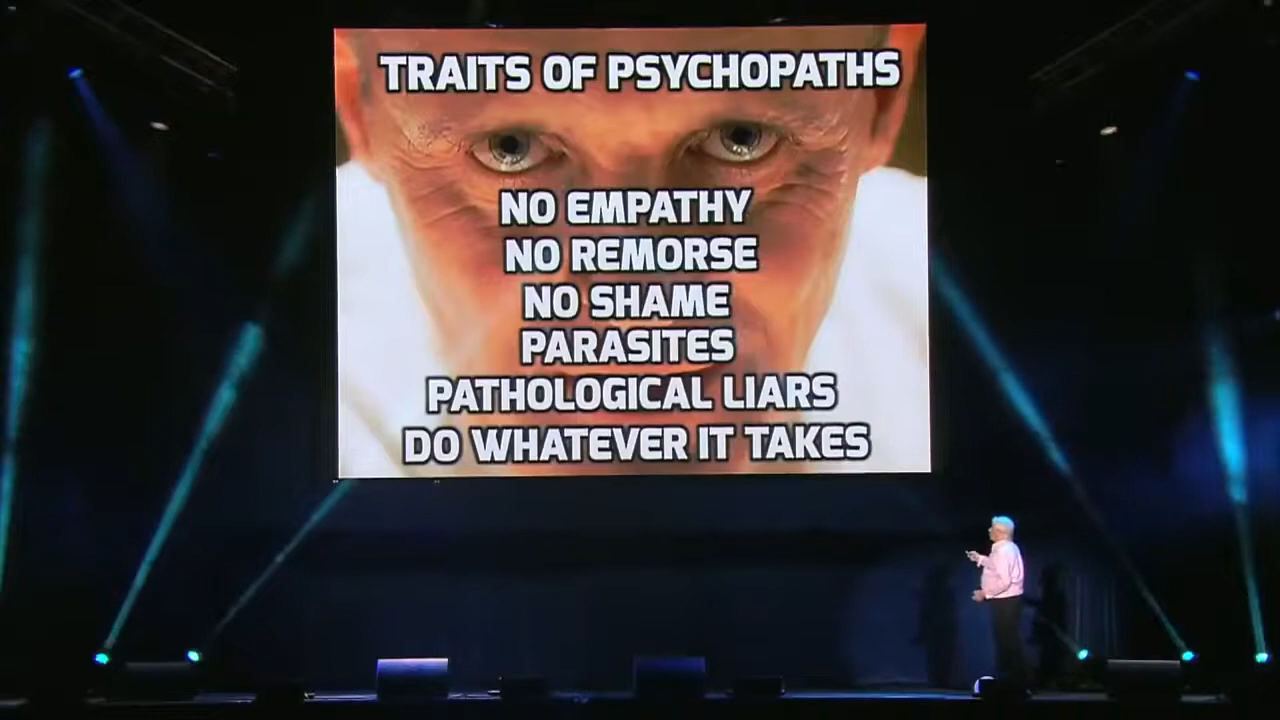 TRAITS OF PSYCHOPATHS
NO EMPATHY
NO REMORSE
NO SHAME
PARASITES
PATHOLOGICAL LIARS
DO WHATEVER IT TAKES